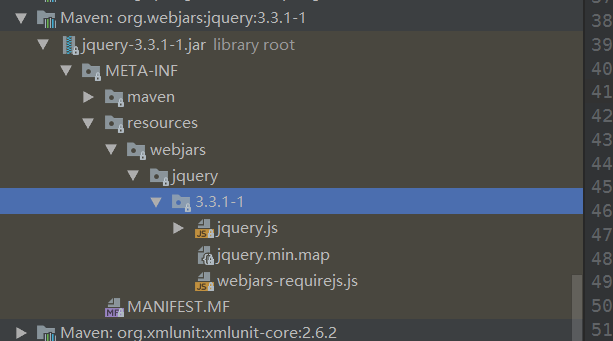 Maven: org.webjars:jquery:3.3.1-1
jquery-3.3.1-1.jar library root
META-INF
maven
resources
webjars
jquery
3.3.1-1
JS jquery.js
jquery.min.map
JS webjars-requirejs.js
MF MANIFEST.MF
Maven: org.xmlunit:xmlunit-core:2.6.2
37
38
39
40
41
42
43
44
45
46
47
48
49
50
51